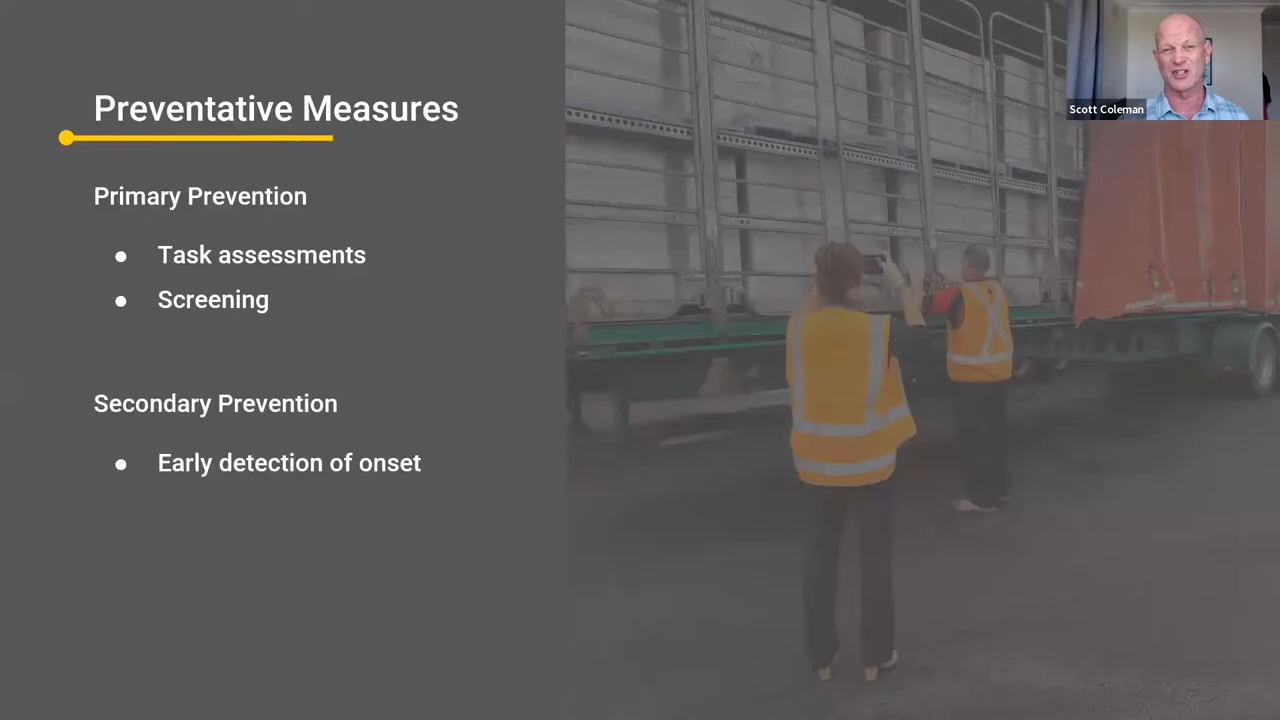 Preventative Measures
Primary Prevention
● Task assessments
● Screening
Secondary Prevention
● Early detection of onset
Scott Coleman